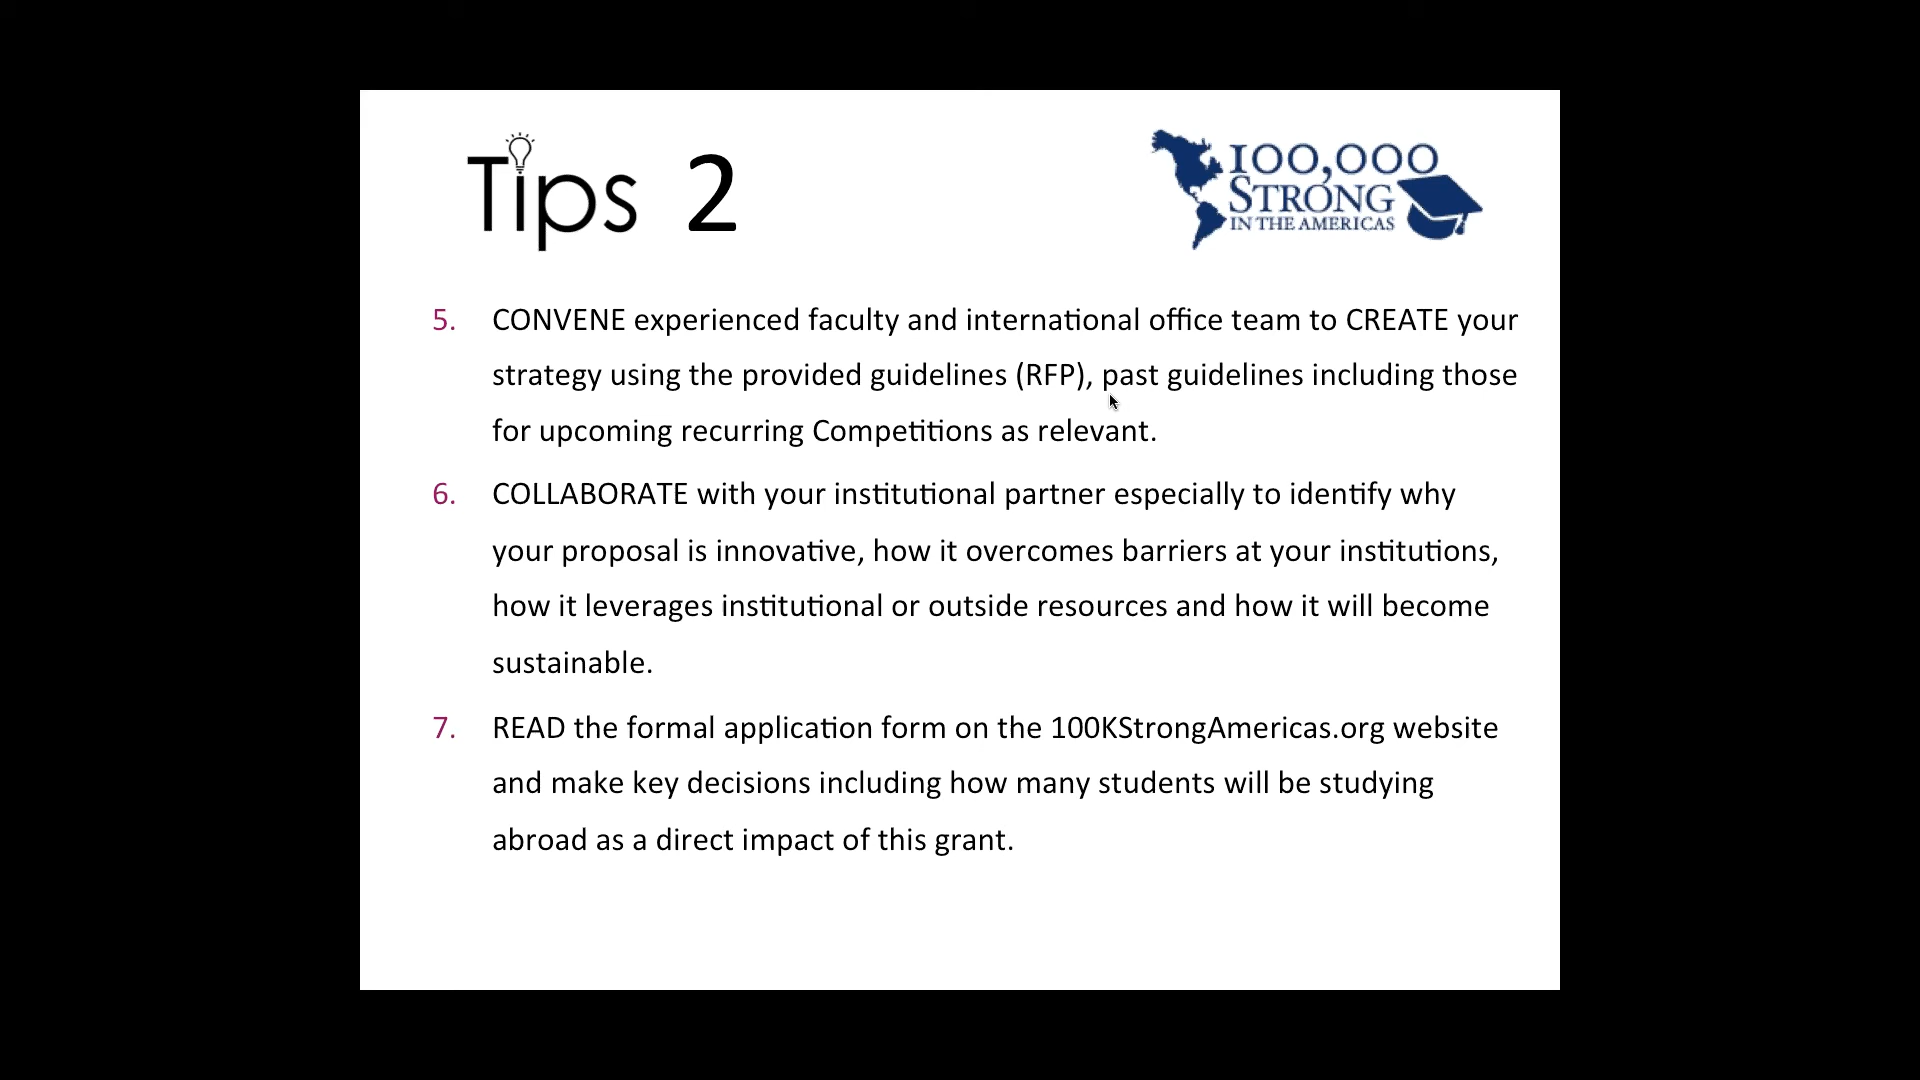 Tips 2
100,000
STRONG
IN THE AMERICAS
5. CONVENE experienced faculty and international office team to CREATE your
strategy using the provided guidelines (RFP), past guidelines including those
for upcoming recurring Competitions as relevant.
6. COLLABORATE with your institutional partner especially to identify why
your proposal is innovative, how it overcomes barriers at your institutions,
how it leverages institutional or outside resources and how it will become
sustainable.
7. READ the formal application form on the 100KStrongAmericas.org website
and make key decisions including how many students will be studying
abroad as a direct impact of this grant.